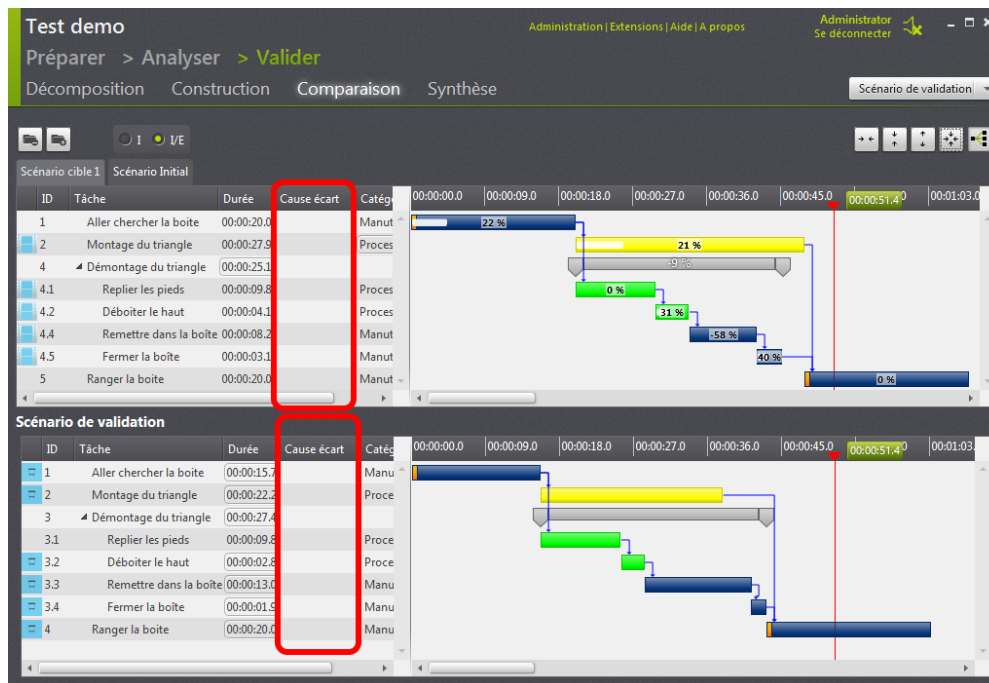 Test demo
Administration | Extensions | Aide | A propos
Administrator
Se déconnecter
Préparer > Analyser > Valider
Décomposition Construction Comparaison Synthèse
Scénario de validation
I I/E
Scénario cible 1 Scénario Initial
ID Tâche Durée Cause écart Catég 00:00:00.0 00:00:09.0 00:00:18.0 00:00:27.0 00:00:36.0 00:00:45.0 00:00:51.4 00:01:03.0
1 Aller chercher la boite 00:00:20.0 Manut 22 %
2 Montage du triangle 00:00:27.9 Proces 21 %
4 Démontage du triangle 00:00:25.1 -9 %
4.1 Replier les pieds 00:00:09.8 Proces 0 %
4.2 Déboiter le haut 00:00:04.1 Proces 31 %
4.4 Remettre dans la boîte 00:00:08.2 Manut -58 %
4.5 Fermer la boîte 00:00:03.1 Manut 40 %
5 Ranger la boite 00:00:20.0 Manut 0 %
Scénario de validation
ID Tâche Durée Cause écart Catég 00:00:00.0 00:00:09.0 00:00:18.0 00:00:27.0 00:00:36.0 00:00:45.0 00:00:51.4 00:01:03.
1 Aller chercher la boite 00:00:15.7 Manu
2 Montage du triangle 00:00:22.2 Proce
3 Démontage du triangle 00:00:27.4
3.1 Replier les pieds 00:00:09.8 Proce
3.2 Déboiter le haut 00:00:02.8 Proce
3.3 Remettre dans la boîte 00:00:13.0 Manu
3.4 Fermer la boîte 00:00:01.9 Manu
4 Ranger la boite 00:00:20.0 Manu